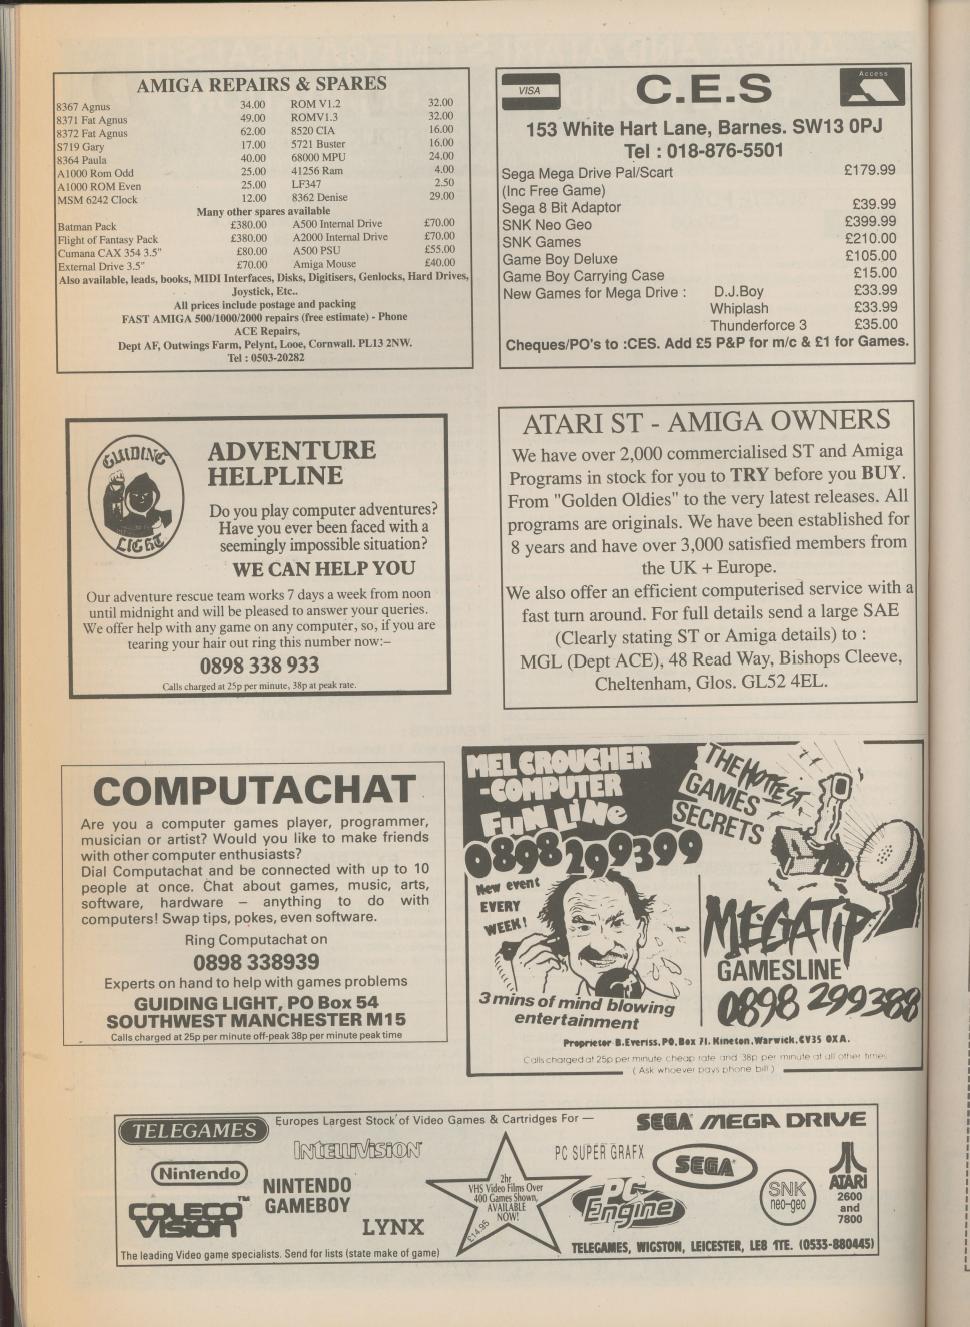 AMIGA REPAIRS & SPARES
8367 Agnus 34.00 ROM V1.2 32.00
8371 Fat Agnus 49.00 ROMV1.3 32.00
8372 Fat Agnus 62.00 8520 CIA 16.00
S719 Gary 17.00 5721 Buster 16.00
8364 Paula 40.00 68000 MPU 24.00
A1000 Rom Odd 25.00 41256 Ram 4.00
A1000 ROM Even 25.00 LF347 2.50
MSM 6242 Clock 12.00 8362 Denise 29.00
Many other spares available
Batman Pack £380.00 A500 Internal Drive £70.00
Flight of Fantasy Pack £380.00 A2000 Internal Drive £70.00
Cumana CAX 354 3.5" £80.00 A500 PSU £55.00
External Drive 3.5" £70.00 Amiga Mouse £40.00
Also available, leads, books, MIDI Interfaces, Disks, Digitisers, Genlocks, Hard Drives,
Joystick, Etc..
All prices include postage and packing
FAST AMIGA 500/1000/2000 repairs (free estimate) - Phone
ACE Repairs,
Dept AF, Outwings Farm, Pelynt, Looe, Cornwall. PL13 2NW.
Tel : 0503-20282
VISA
C.E.S
Access
153 White Hart Lane, Barnes. SW13 0PJ
Tel : 018-876-5501
Sega Mega Drive Pal/Scart £179.99
(Inc Free Game)
Sega 8 Bit Adaptor £39.99
SNK Neo Geo £399.99
SNK Games £210.00
Game Boy Deluxe £105.00
Game Boy Carrying Case £15.00
New Games for Mega Drive : D.J.Boy £33.99
Whiplash £33.99
Thunderforce 3 £35.00
Cheques/PO's to :CES. Add £5 P&P for m/c & £1 for Games.
GUIDING
LIGHT
ADVENTURE
HELPLINE
Do you play computer adventures?
Have you ever been faced with a
seemingly impossible situation?
WE CAN HELP YOU
Our adventure rescue team works 7 days a week from noon
until midnight and will be pleased to answer your queries.
We offer help with any game on any computer, so, if you are
tearing your hair out ring this number now:–
0898 338 933
Calls charged at 25p per minute, 38p at peak rate.
ATARI ST - AMIGA OWNERS
We have over 2,000 commercialised ST and Amiga
Programs in stock for you to TRY before you BUY.
From "Golden Oldies" to the very latest releases. All
programs are originals. We have been established for
8 years and have over 3,000 satisfied members from
the UK + Europe.
We also offer an efficient computerised service with a
fast turn around. For full details send a large SAE
(Clearly stating ST or Amiga details) to :
MGL (Dept ACE), 48 Read Way, Bishops Cleeve,
Cheltenham, Glos. GL52 4EL.
COMPUTACHAT
Are you a computer games player, programmer,
musician or artist? Would you like to make friends
with other computer enthusiasts?
Dial Computachat and be connected with up to 10
people at once. Chat about games, music, arts,
software, hardware – anything to do with
computers! Swap tips, pokes, even software.
Ring Computachat on
0898 338939
Experts on hand to help with games problems
GUIDING LIGHT, PO Box 54
SOUTHWEST MANCHESTER M15
Calls charged at 25p per minute off-peak 38p per minute peak time
MEL CROUCHER
-COMPUTER
FUN LINE
0898 299399
New event
EVERY
WEEK!
3 mins of mind blowing
entertainment
THE HOTTEST
GAMES
SECRETS
MEGATIP
GAMESLINE
0898 299388
Proprietor B.Everiss, PO, Box 71, Kineton, Warwick, CV35 0XA.
Calls charged at 25p per minute cheap rate and 38p per minute at all other times
( Ask whoever pays phone bill )
TELEGAMES
Europes Largest Stock of Video Games & Cartridges For —
SEGA MEGA DRIVE
INTELLIVISION
Nintendo
COLECO VISION™
NINTENDO
GAMEBOY
LYNX
2hr
VHS Video Films Over
400 Games Shown,
AVAILABLE
NOW!
£14.95
PC SUPER GRAFX
SEGA
PC Engine
SNK
neo-geo
ATARI
2600
and
7800
The leading Video game specialists. Send for lists (state make of game)
TELEGAMES, WIGSTON, LEICESTER, LE8 1TE. (0533-880445)